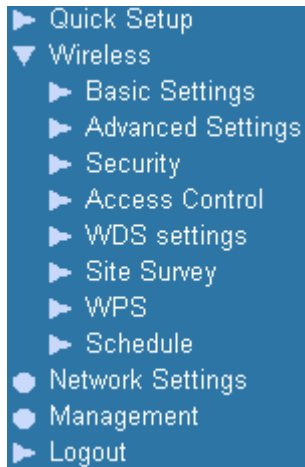 Quick Setup
Wireless
Basic Settings
Advanced Settings
Security
Access Control
WDS settings
Site Survey
WPS
Schedule
Network Settings
Management
Logout